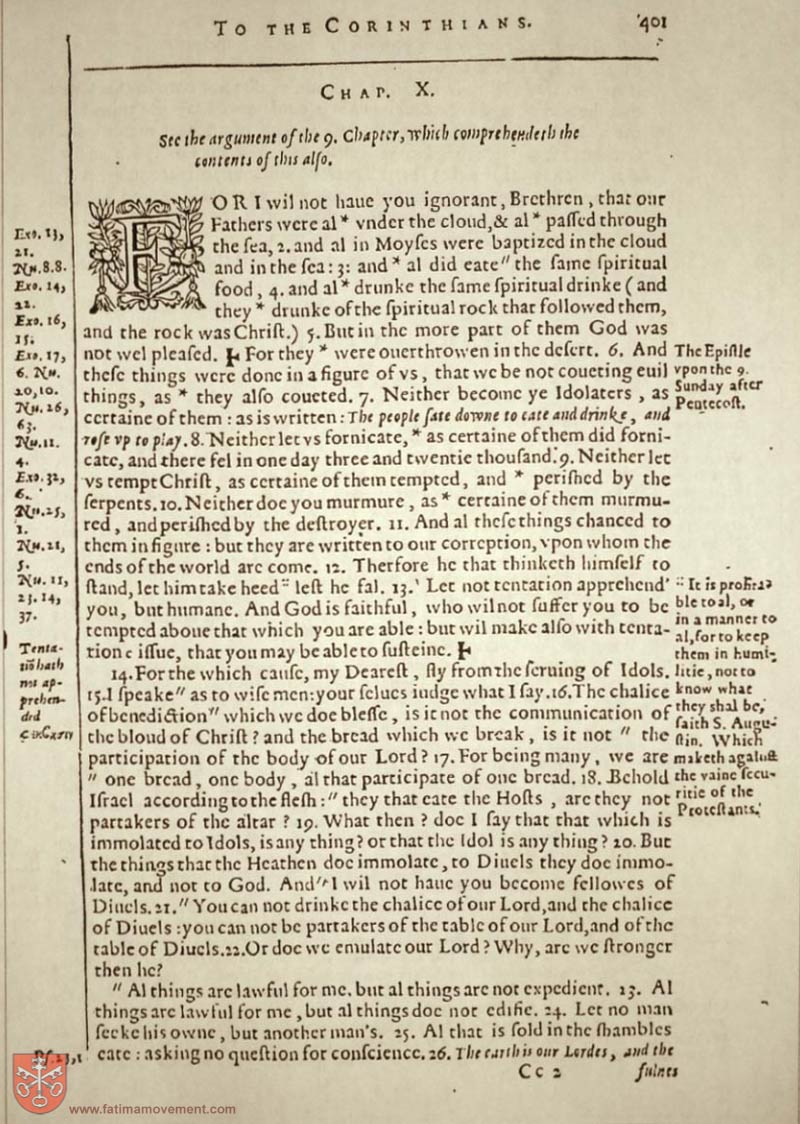 TO THE CORINTHIANS.
401
CHAP. X.
See the argument of the 9. Chapter, which comprehendeth the
contents of this also.
FOR I wil not haue you ignorant, Brethren, that our
Fathers were al * vnder the cloud, & al * paſſed through
the ſea, 2. and al in Moyſes were baptized in the cloud
and in the ſea: 3: and * al did eate " the ſame ſpiritual
food, 4. and al * drunke the ſame ſpiritual drinke (and
they * drunke of the ſpiritual rock that followed them,
and the rock was Chriſt.) 5. But in the more part of them God was
not wel pleaſed. For they * were ouerthrowen in the deſert. 6. And
theſe things were done in a figure of vs, that we be not coueting euil
things, as * they alſo coueted. 7. Neither become ye Idolaters, as
certaine of them: as is written: The people ſate downe to eate and drinke, and
roſe vp to play. 8. Neither let vs fornicate, * as certaine of them did forni-
cate, and there fel in one day three and twentie thouſand. 9. Neither let
vs tempt Chriſt, as certaine of them tempted, and * periſhed by the
ſerpents. 10. Neither doe you murmure, as * certaine of them murmu-
red, and periſhed by the deſtroyer. 11. And al theſe things chanced to
them in figure: but they are written to our correption, vpon whom the
ends of the world are come. 12. Therfore he that thinketh himſelf to
ſtand, let him take heed :: leſt he fal. 13. ' Let not tentation apprehend'
you, but humane. And God is faithful, who wil not ſuffer you to be
tempted aboue that which you are able: but wil make alſo with tenta-
tion e iſſue, that you may be able to ſuſteine.
14. For the which cauſe, my Deareſt, fly from the ſeruing of Idols.
15. I ſpeake " as to wiſe men: your ſelues iudge what I ſay. 16. The chalice
of benediction " which we doe bleſſe, is it not the communication of
the bloud of Chriſt? and the bread which we break, is it not " the
participation of the body of our Lord? 17. For being many, we are
" one bread, one body, al that participate of one bread. 18. Behold
Iſrael according to the fleſh: " they that eate the Hoſts, are they not
partakers of the altar? 19. What then? doe I ſay that that which is
immolated to Idols, is any thing? or that the Idol is any thing? 20. But
the things that the Heathen doe immolate, to Diuels they doe immo-
late, and not to God. And " I wil not haue you become fellowes of
Diuels. 21. " You can not drinke the chalice of our Lord, and the chalice
of Diuels: you can not be partakers of the table of our Lord, and of the
table of Diuels. 22. Or doe we emulate our Lord? Why, are we ſtronger
then he?
" Al things are lawful for me, but al things are not expedient. 23. Al
things are lawful for me, but al things doe not edifie. 24. Let no man
ſeeke his owne, but another man's. 25. Al that is ſold in the ſhambles
eate: asking no queſtion for conſcience. 26. The earth is our Lordes, and the
Cc 2
fulnes
Exo. 13,
21.
Nu. 8.8.
Exo. 14,
22.
Exo. 16,
15.
Exo. 17,
6. Nu.
20,10.
Nu. 26,
63.
Nu. 11.
4.
Exo. 32,
6.
Nu. 25,
1.
Nu. 21,
5.
Nu. 11,
23. 14,
37.
Tenta-
tiō hath
not ap-
prehen-
ded
Pſ. 23,1
The Epiſtle
vpon the 9.
Sunday after
Pentecoſt.
:: It is profita
ble to al, or
in a manner to
al, for to keep
them in humi-
litie, not to
know what
they shal be,
ſaith S. Augu-
ſtin. Which
maketh againſt
the vaine ſecu-
ritie of the
Proteſtants.
www.fatimamovement.com